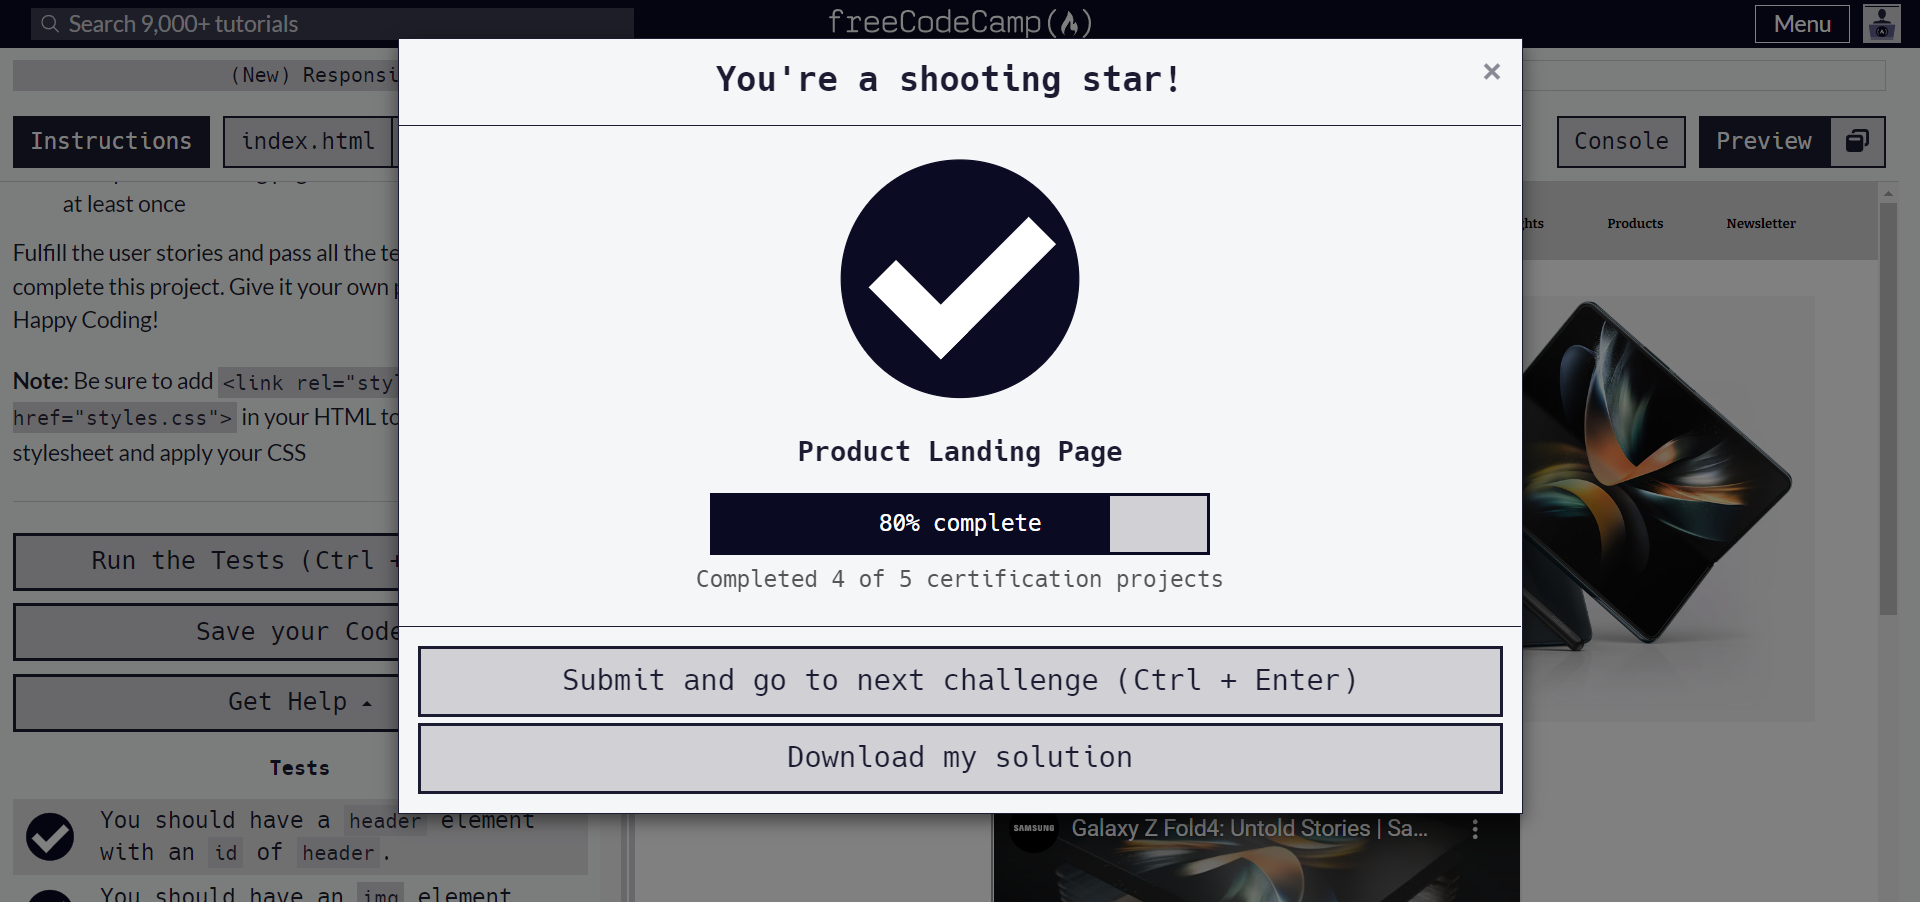 Search 9,000+ tutorials
freeCodeCamp
Menu
(New) Responsi
You're a shooting star!
×
Instructions
index.html
Console
Preview
at least once
Fulfill the user stories and pass all the te
complete this project. Give it your own
Happy Coding!
Note: Be sure to add <link rel="styl
href="styles.css"> in your HTML to
stylesheet and apply your CSS
Run the Tests (Ctrl +
Save your Code
Get Help
Tests
You should have a header element
with an id of header.
You should have an img element
Product Landing Page
80% complete
Completed 4 of 5 certification projects
Submit and go to next challenge (Ctrl + Enter)
Download my solution
ghts
Products
Newsletter
SAMSUNG
Galaxy Z Fold4: Untold Stories | Sa...